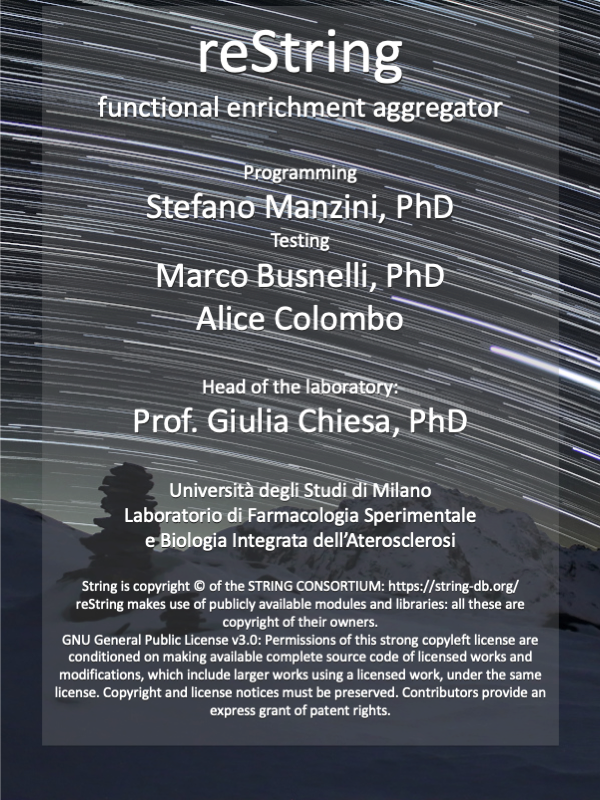 reString
functional enrichment aggregator
Programming
Stefano Manzini, PhD
Testing
Marco Busnelli, PhD
Alice Colombo
Head of the laboratory:
Prof. Giulia Chiesa, PhD
Università degli Studi di Milano
Laboratorio di Farmacologia Sperimentale
e Biologia Integrata dell’Aterosclerosi
String is copyright © of the STRING CONSORTIUM: https://string-db.org/
reString makes use of publicly available modules and libraries: all these are
copyright of their owners.
GNU General Public License v3.0: Permissions of this strong copyleft license are
conditioned on making available complete source code of licensed works and
modifications, which include larger works using a licensed work, under the same
license. Copyright and license notices must be preserved. Contributors provide an
express grant of patent rights.